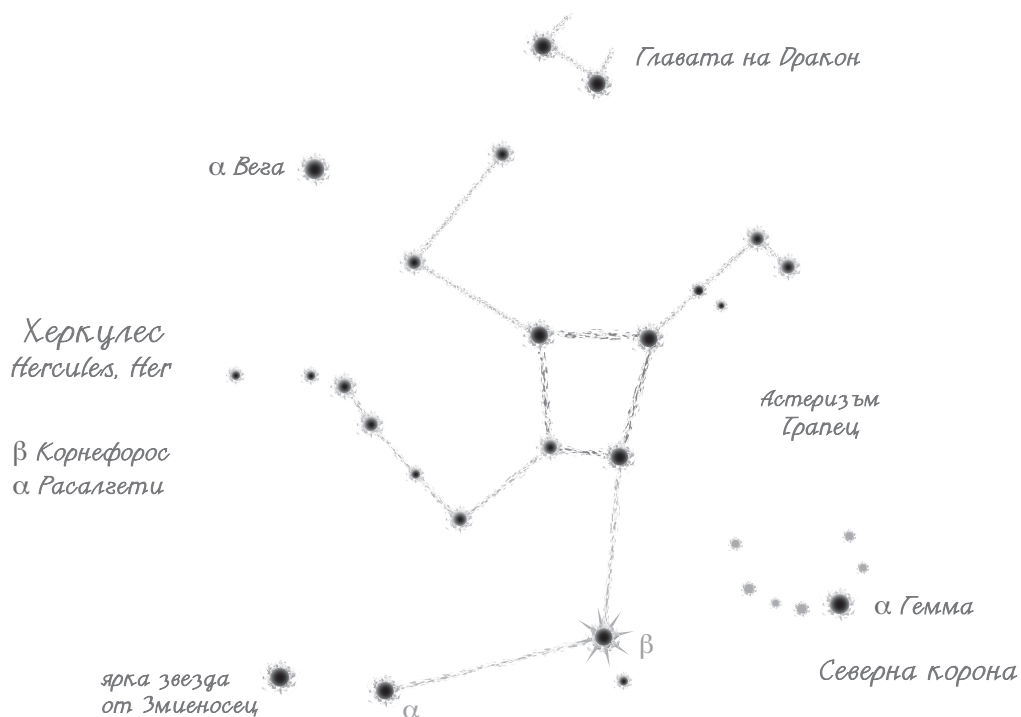 Главата на Дракон
α Вега
Херкулес
Hercules, Her
Астеризъм
Трапец
β Корнефорос
α Расалгети
α Гемма
β
Северна корона
ярка звезда
от Змиеносец
α